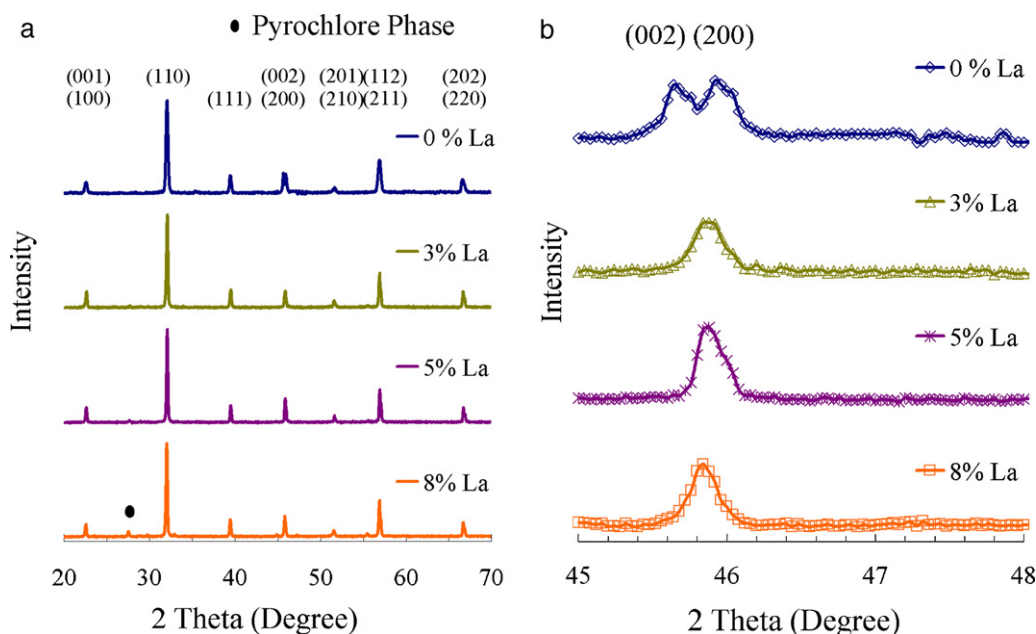 a
● Pyrochlore Phase
(001) (110) (002) (201) (112) (202)
(100) (111) (200) (210) (211) (220)
0 % La
3% La
5% La
8% La
●
Intensity
20 30 40 50 60 70
2 Theta (Degree)
b
(002) (200)
0 % La
3% La
5% La
8% La
Intensity
45 46 47 48
2 Theta (Degree)